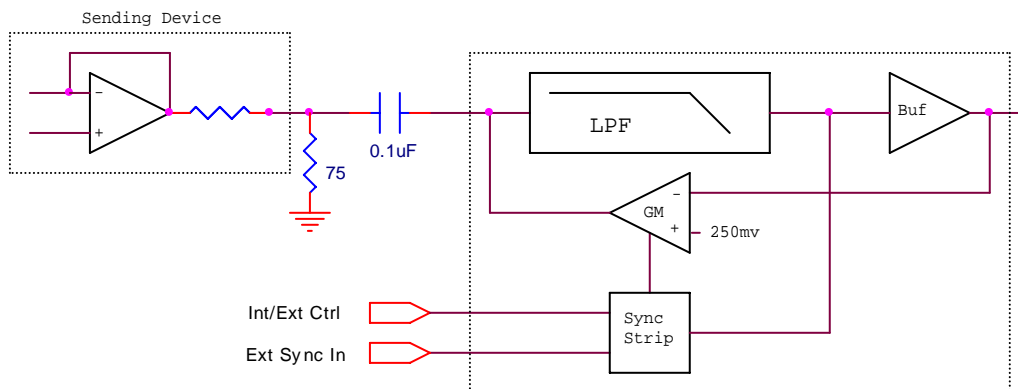 Sending Device
-
+
75
0.1uF
LPF
Buf
-
GM
+
250mv
Int/Ext Ctrl
Ext Sync In
Sync
Strip